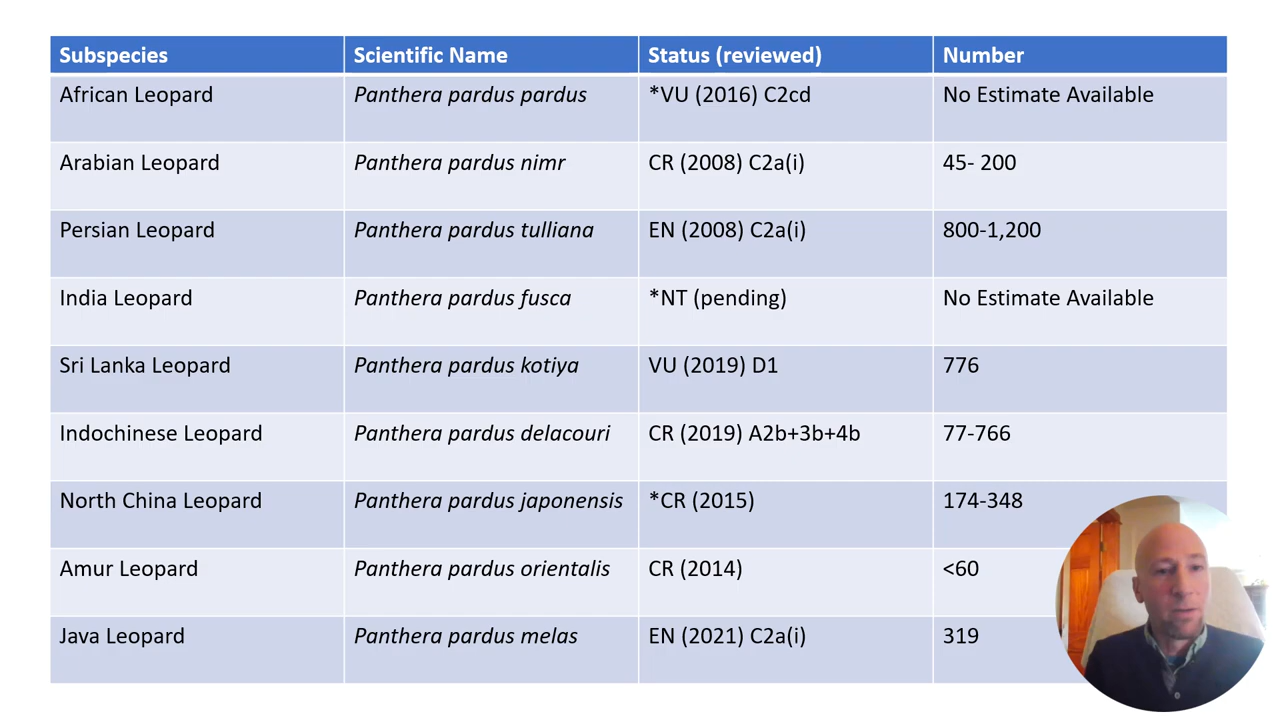 Subspecies Scientific Name Status (reviewed) Number
African Leopard Panthera pardus pardus *VU (2016) C2cd No Estimate Available
Arabian Leopard Panthera pardus nimr CR (2008) C2a(i) 45- 200
Persian Leopard Panthera pardus tulliana EN (2008) C2a(i) 800-1,200
India Leopard Panthera pardus fusca *NT (pending) No Estimate Available
Sri Lanka Leopard Panthera pardus kotiya VU (2019) D1 776
Indochinese Leopard Panthera pardus delacouri CR (2019) A2b+3b+4b 77-766
North China Leopard Panthera pardus japonensis *CR (2015) 174-348
Amur Leopard Panthera pardus orientalis CR (2014) <60
Java Leopard Panthera pardus melas EN (2021) C2a(i) 319